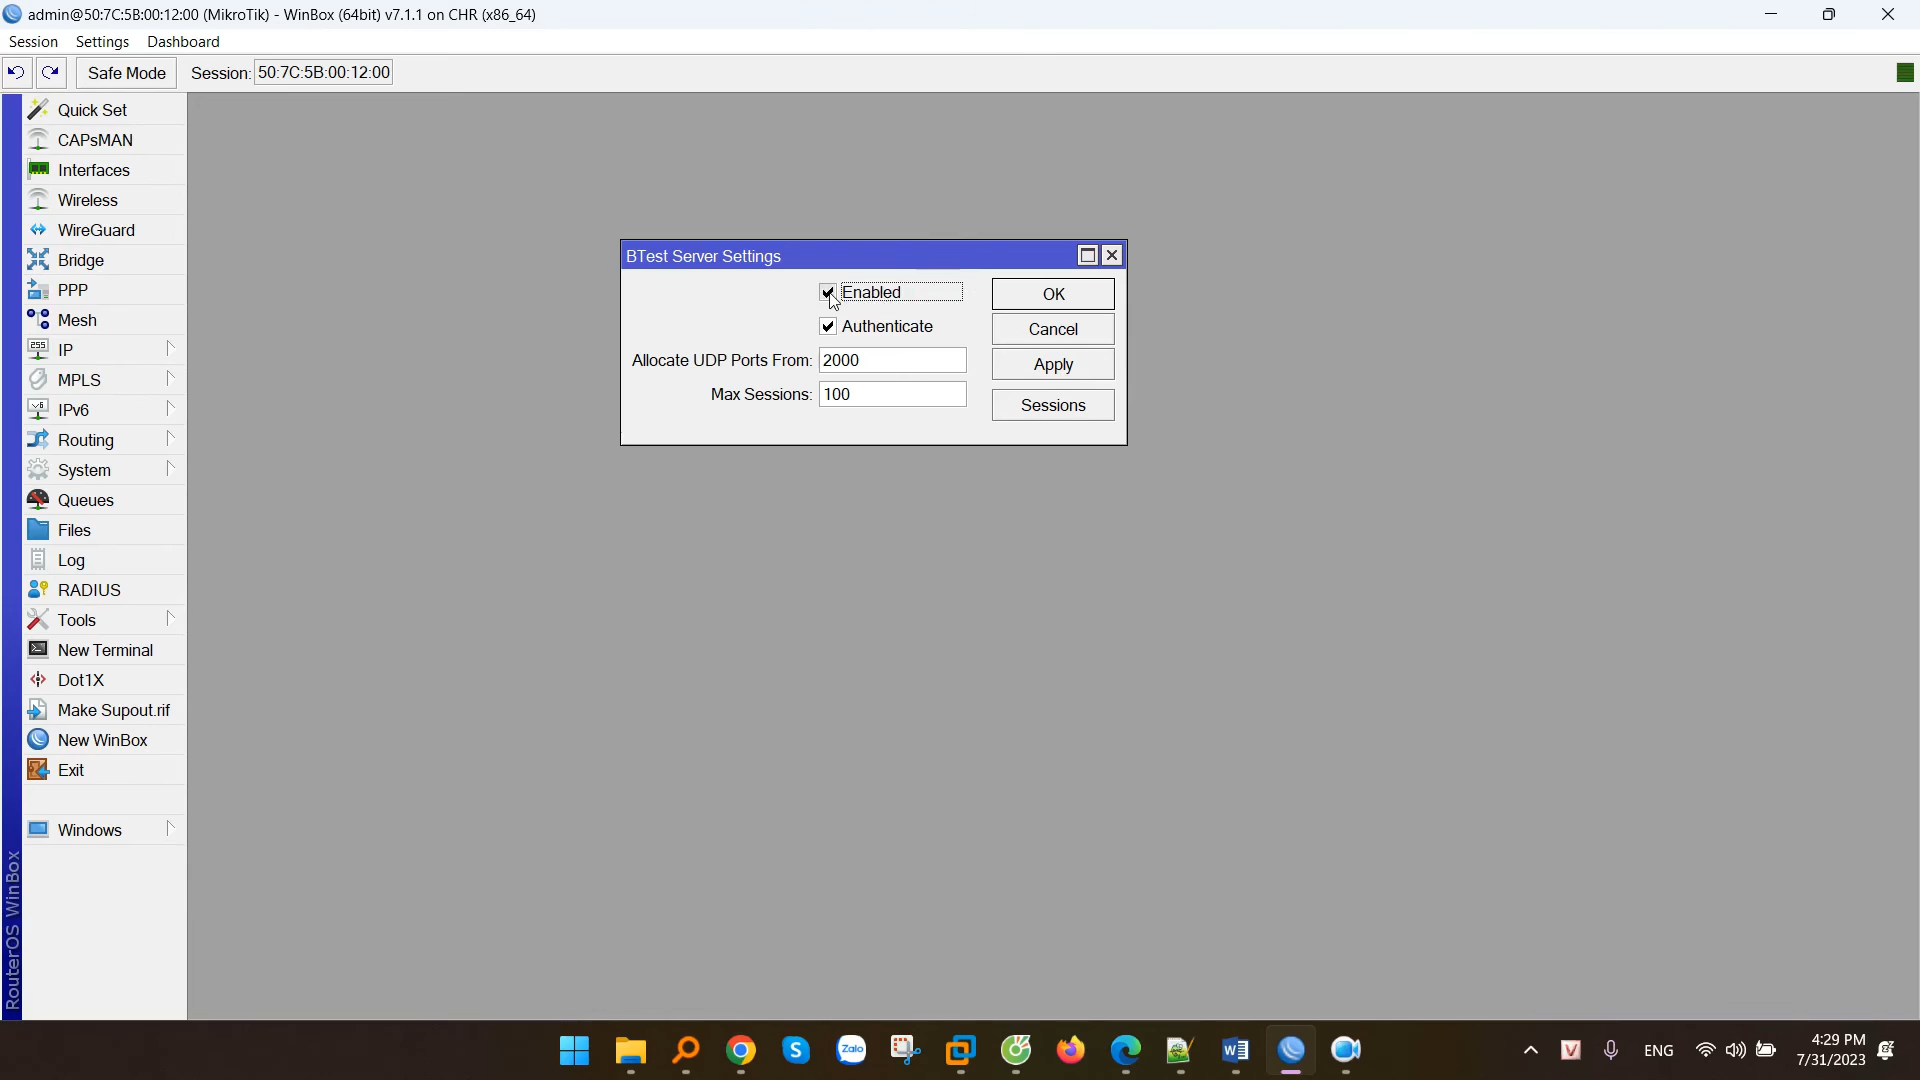 admin@50:7C:5B:00:12:00 (MikroTik) - WinBox (64bit) v7.1.1 on CHR (x86_64)
Session Settings Dashboard
Safe Mode Session: 50:7C:5B:00:12:00
Quick Set
CAPsMAN
Interfaces
Wireless
WireGuard
Bridge
PPP
Mesh
255 IP
MPLS
v6 IPv6
Routing
System
Queues
Files
Log
RADIUS
Tools
New Terminal
Dot1X
Make Supout.rif
New WinBox
Exit
Windows
RouterOS WinBox
BTest Server Settings
Enabled
Authenticate
Allocate UDP Ports From: 2000
Max Sessions: 100
OK
Cancel
Apply
Sessions
Zalo
ENG
4:29 PM
7/31/2023